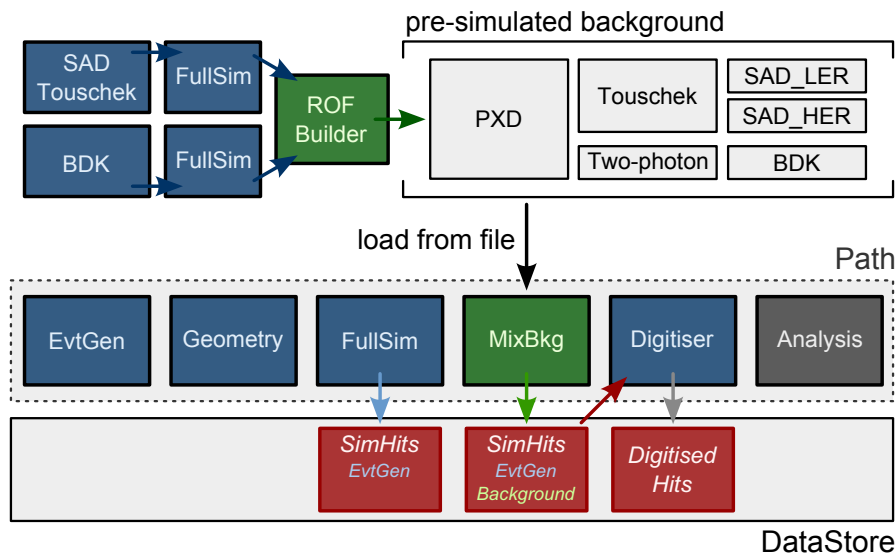 pre-simulated background
SAD
Touschek
FullSim
ROF
Builder
BDK
FullSim
PXD
Touschek
SAD_LER
SAD_HER
Two-photon
BDK
load from file
Path
EvtGen
Geometry
FullSim
MixBkg
Digitiser
Analysis
SimHits
EvtGen
SimHits
EvtGen
Background
Digitised
Hits
DataStore